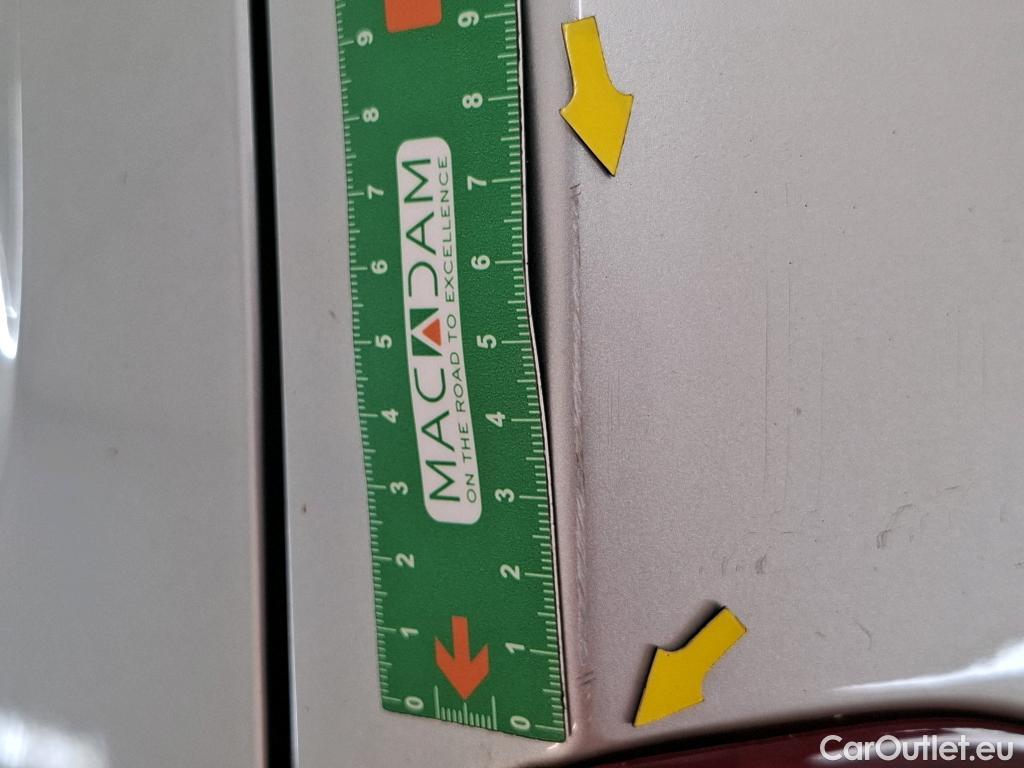 MACADAM
ON THE ROAD TO EXCELLENCE
0 1 2 3 4 5 6 7 8 9
0 1 2 3 4 5 6 7 8 9
CarOutlet.eu